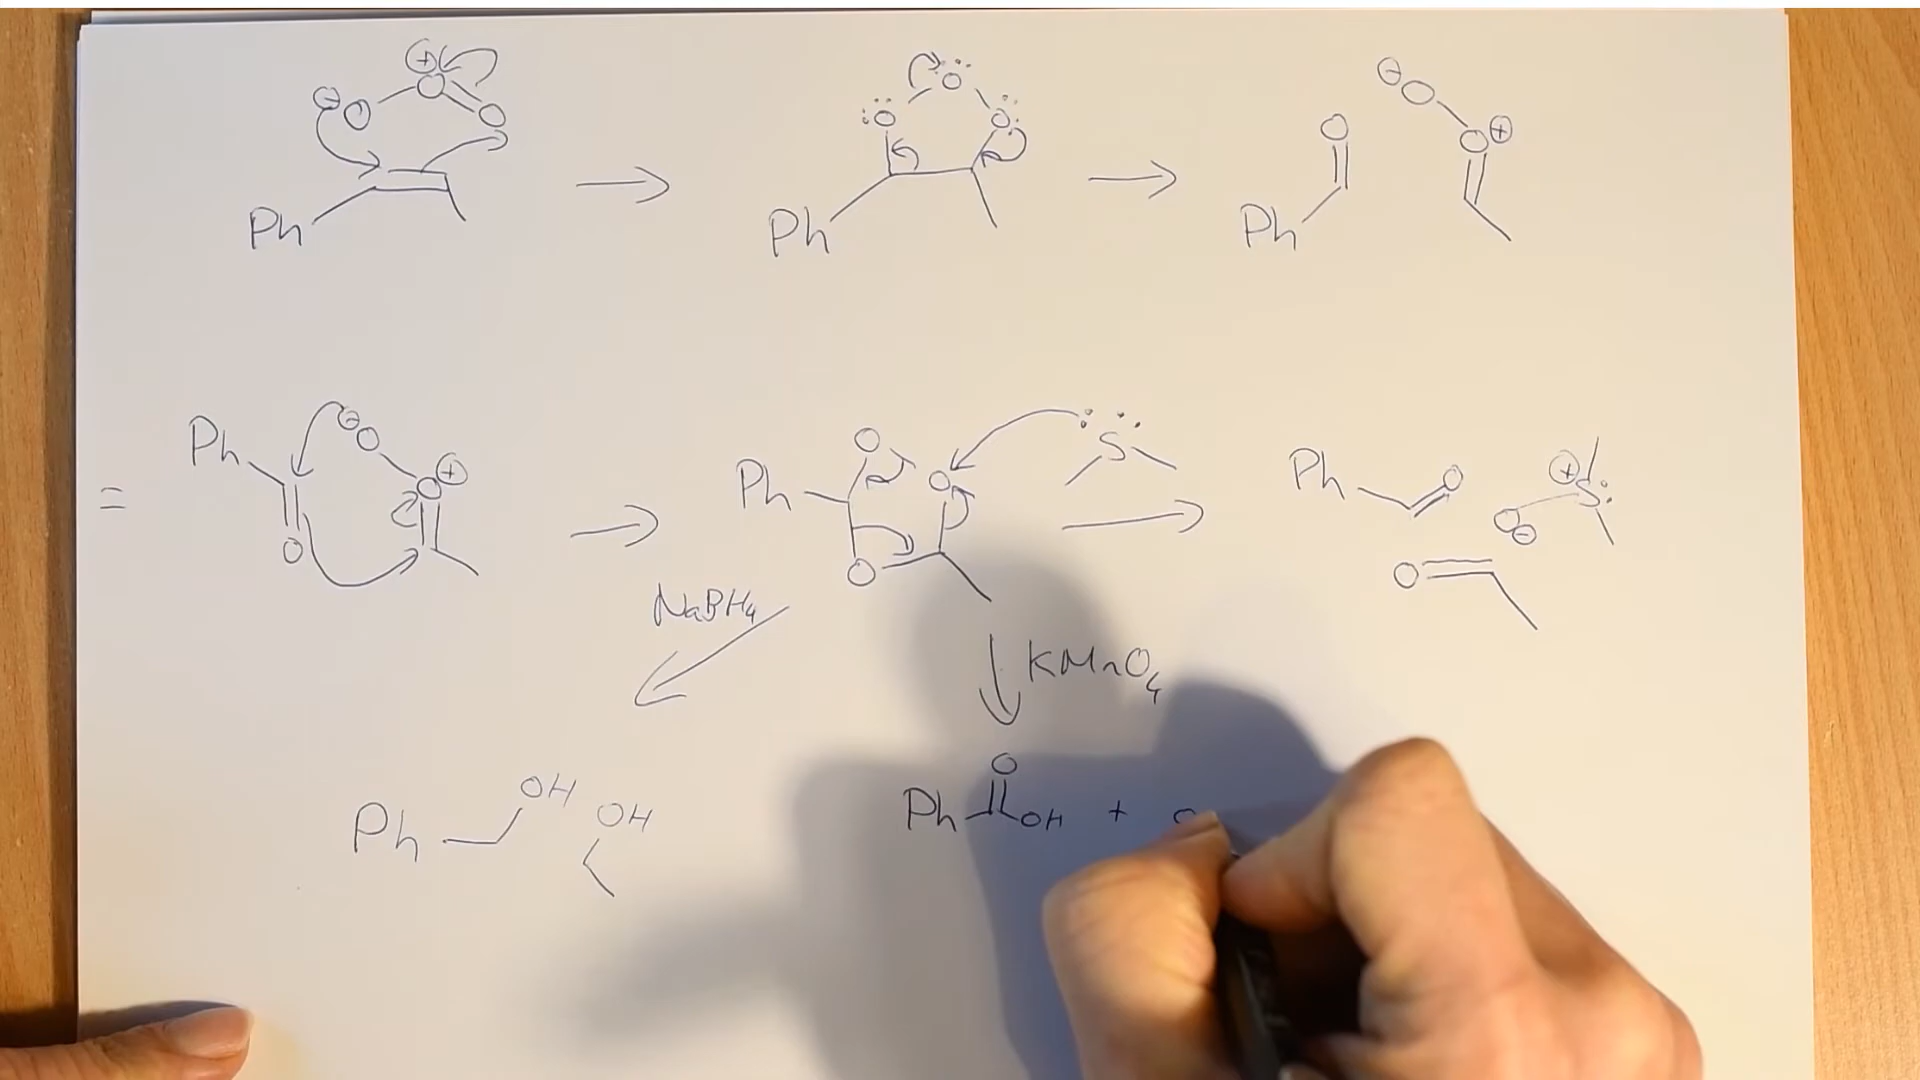 ⊕
⊖ O O O
Ph
O O O
Ph
O
Ph
⊖ O
O ⊕
=
Ph
O
⊖ O
O ⊕
Ph
O O
O
S
Ph
O
O ⊖
⊕ S
O
NaBH4
KMnO4
Ph
OH
OH
O
Ph OH +